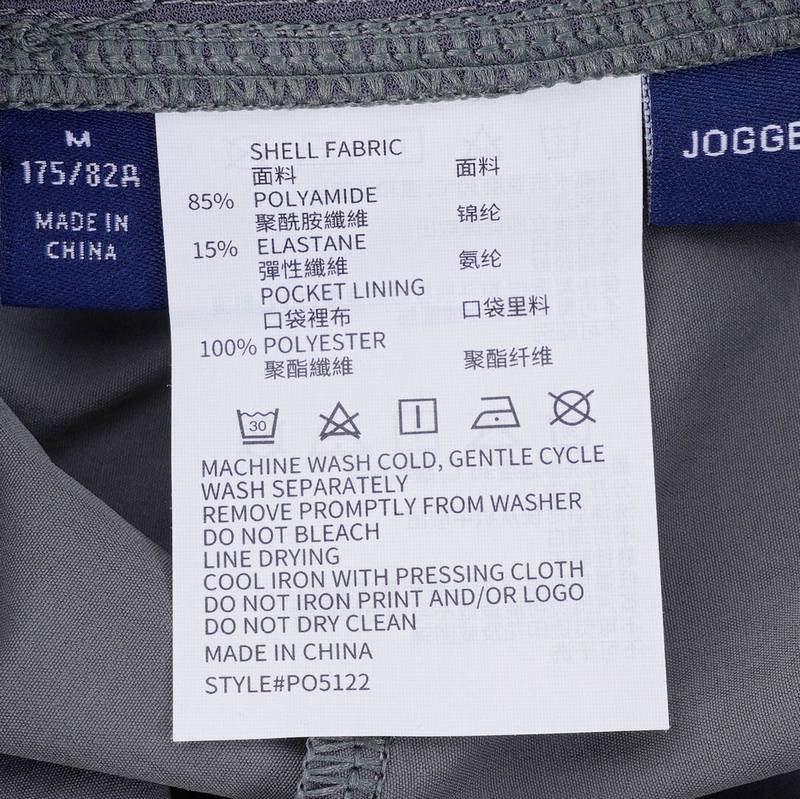 M
175/82A
MADE IN
CHINA
SHELL FABRIC
面料 面料
85% POLYAMIDE
聚酰胺纖維 锦纶
15% ELASTANE
彈性纖維 氨纶
POCKET LINING
口袋裡布 口袋里料
100% POLYESTER
聚酯纖維 聚酯纤维
30
MACHINE WASH COLD, GENTLE CYCLE
WASH SEPARATELY
REMOVE PROMPTLY FROM WASHER
DO NOT BLEACH
LINE DRYING
COOL IRON WITH PRESSING CLOTH
DO NOT IRON PRINT AND/OR LOGO
DO NOT DRY CLEAN
MADE IN CHINA
STYLE#PO5122
JOGGE